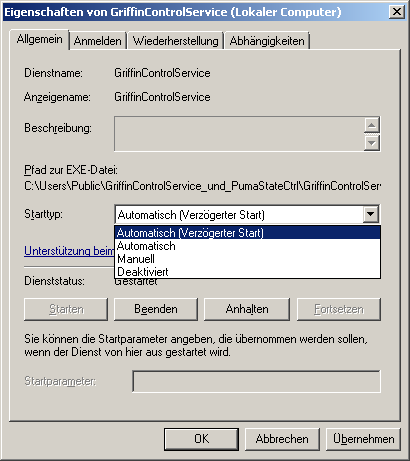 Eigenschaften von GriffinControlService (Lokaler Computer)
Allgemein Anmelden Wiederherstellung Abhängigkeiten
Dienstname: GriffinControlService
Anzeigename: GriffinControlService
Beschreibung:
Pfad zur EXE-Datei:
C:\Users\Public\GriffinControlService_und_PumaStateCtrl\GriffinControlSer
Starttyp: Automatisch (Verzögerter Start)
Automatisch (Verzögerter Start)
Automatisch
Unterstützung beim
Manuell
Deaktiviert
Dienststatus: Gestartet
Starten Beenden Anhalten Fortsetzen
Sie können die Startparameter angeben, die übernommen werden sollen,
wenn der Dienst von hier aus gestartet wird.
Startparameter:
OK Abbrechen Übernehmen